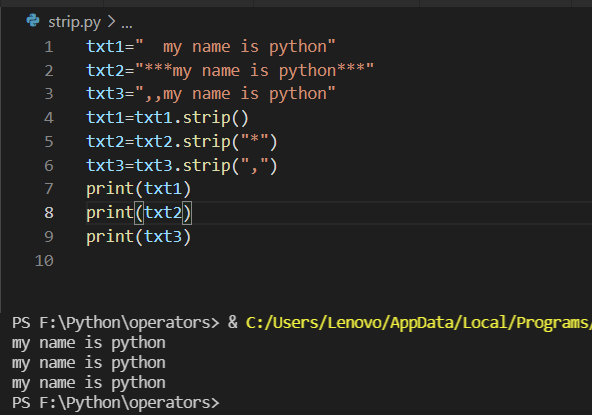 strip.py > ...
1 txt1="  my name is python"
2 txt2="***my name is python***"
3 txt3=",,my name is python"
4 txt1=txt1.strip()
5 txt2=txt2.strip("*")
6 txt3=txt3.strip(",")
7 print(txt1)
8 print(txt2)
9 print(txt3)
10
PS F:\Python\operators> & C:/Users/Lenovo/AppData/Local/Programs/
my name is python
my name is python
my name is python
PS F:\Python\operators>